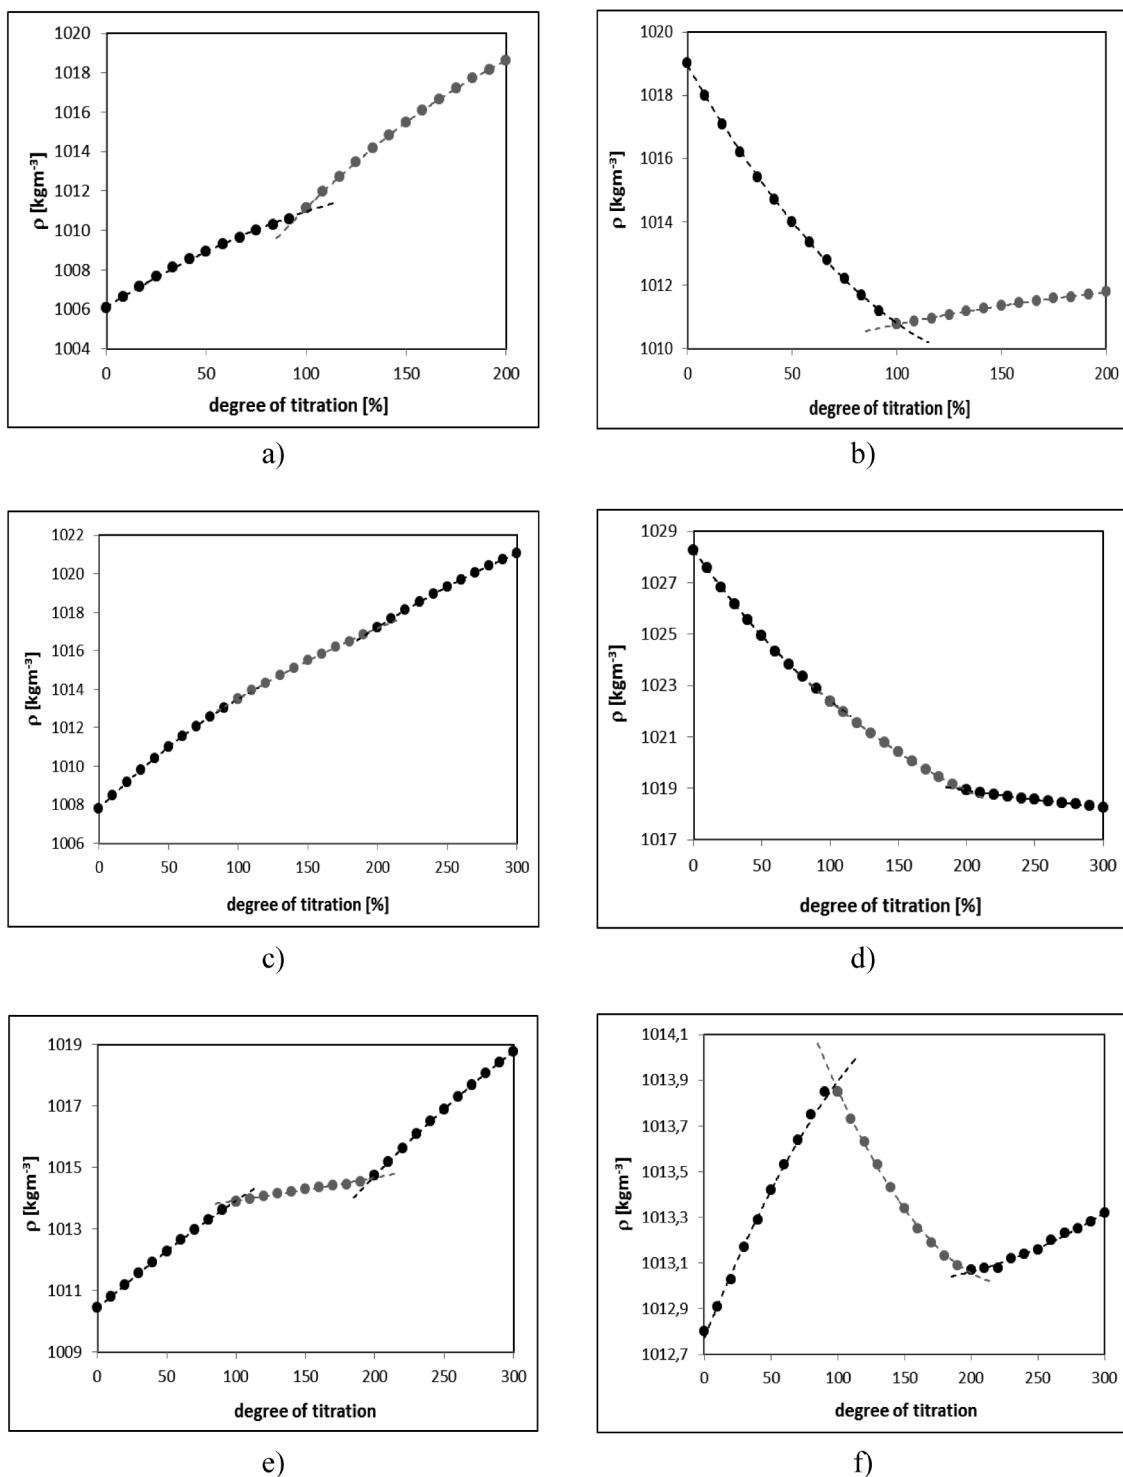 1020
1018
1016
1014
1012
1010
1008
1006
1004
ρ [kgm⁻³]
0 50 100 150 200
degree of titration [%]
a)
1020
1018
1016
1014
1012
1010
ρ [kgm⁻³]
0 50 100 150 200
degree of titration [%]
b)
1022
1020
1018
1016
1014
1012
1010
1008
1006
ρ [kgm⁻³]
0 50 100 150 200 250 300
degree of titration [%]
c)
1029
1027
1025
1023
1021
1019
1017
ρ [kgm⁻³]
0 50 100 150 200 250 300
degree of titration [%]
d)
1019
1017
1015
1013
1011
1009
ρ [kgm⁻³]
0 50 100 150 200 250 300
degree of titration
e)
1014,1
1013,9
1013,7
1013,5
1013,3
1013,1
1012,9
1012,7
ρ [kgm⁻³]
0 50 100 150 200 250 300
degree of titration
f)